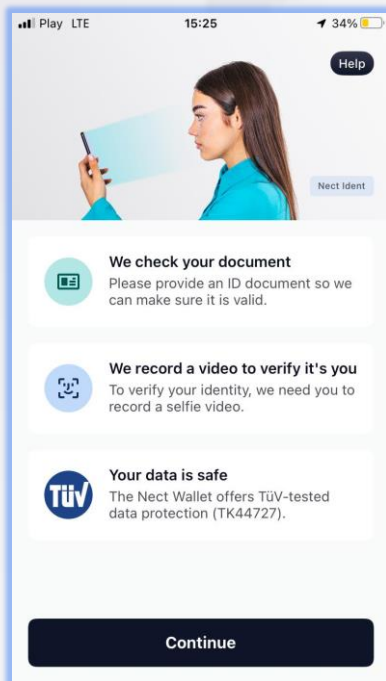 Play LTE 15:25 34%
Help
Nect Ident
We check your document
Please provide an ID document so we
can make sure it is valid.
We record a video to verify it's you
To verify your identity, we need you to
record a selfie video.
TÜV
Your data is safe
The Nect Wallet offers TüV-tested
data protection (TK44727).
Continue